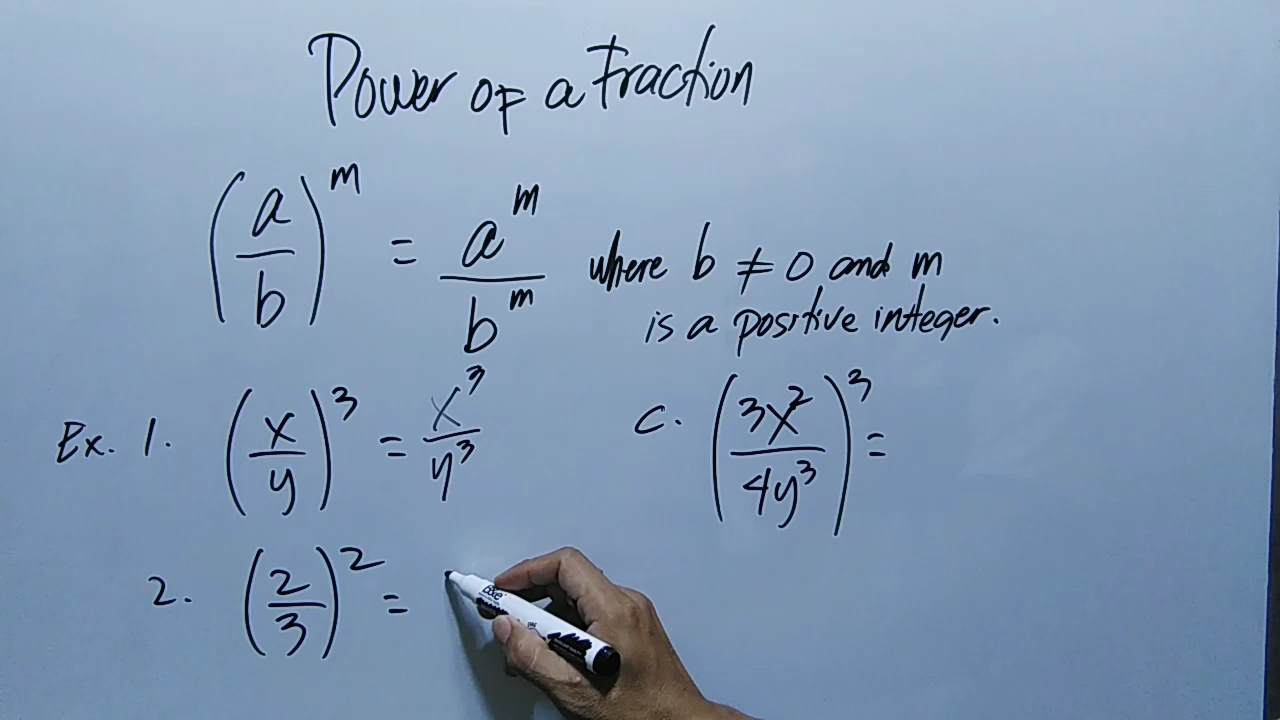 Power of a Fraction
(a/b)^m = a^m/b^m where b ≠ 0 and m
is a positive integer.
Ex. 1. (x/y)^3 = x^3/y^3
C. (3x^2/4y^3)^3 =
2. (2/3)^2 =